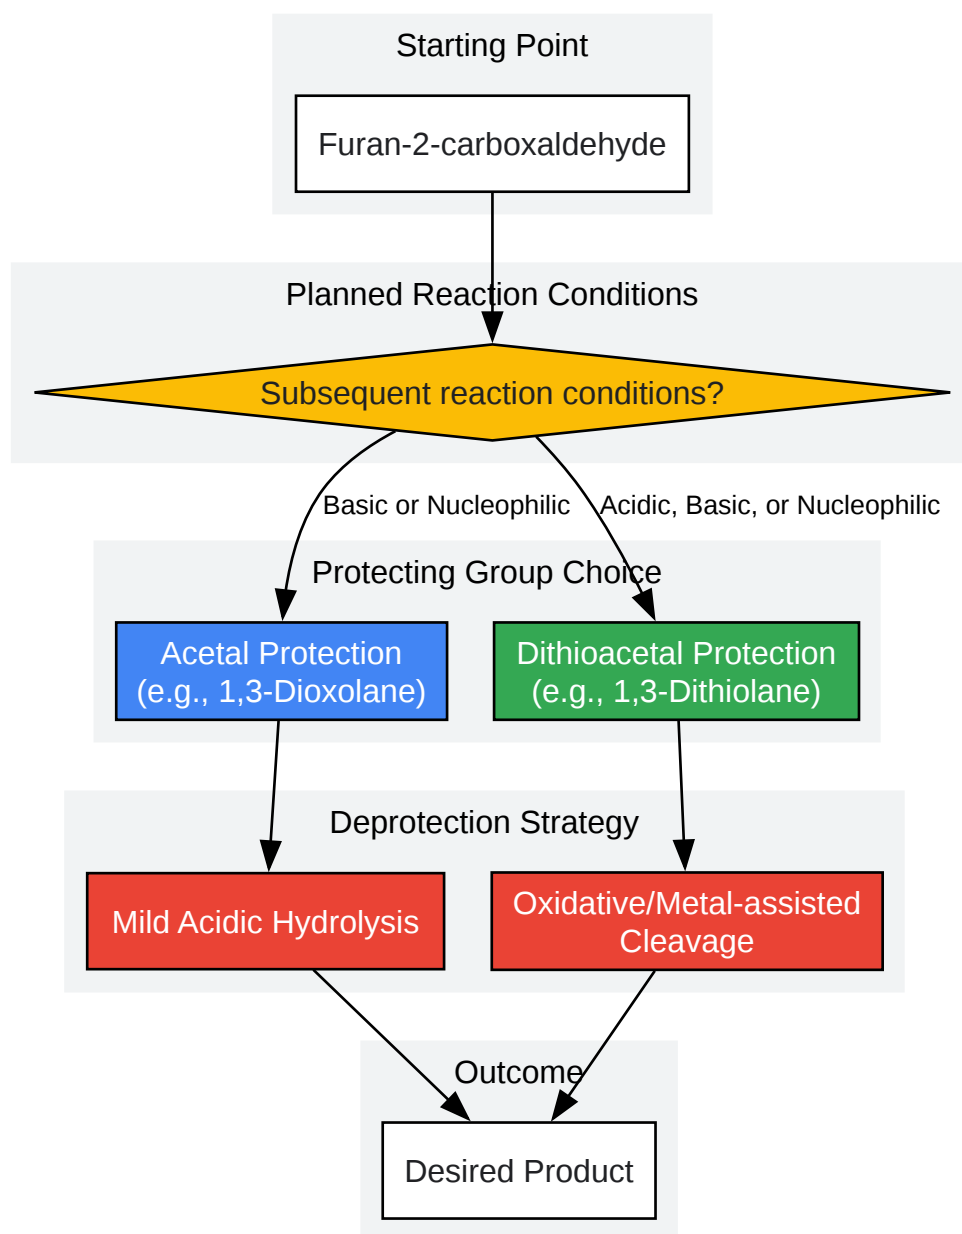 Starting Point
Furan-2-carboxaldehyde
Planned Reaction Conditions
Subsequent reaction conditions?
Basic or Nucleophilic
Acidic, Basic, or Nucleophilic
Protecting Group Choice
Acetal Protection
(e.g., 1,3-Dioxolane)
Dithioacetal Protection
(e.g., 1,3-Dithiolane)
Deprotection Strategy
Mild Acidic Hydrolysis
Oxidative/Metal-assisted
Cleavage
Outcome
Desired Product